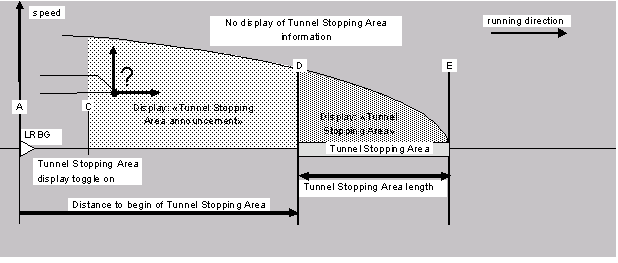 speed
No display of Tunnel Stopping Area
information
running direction
D
E
?
A
C
Display: «Tunnel Stopping
Area announcement»
Display: «Tunnel
Stopping Area»
LRBG
Tunnel Stopping Area
Tunnel Stopping Area
display toggle on
Tunnel Stopping Area length
Distance to begin of Tunnel Stopping Area